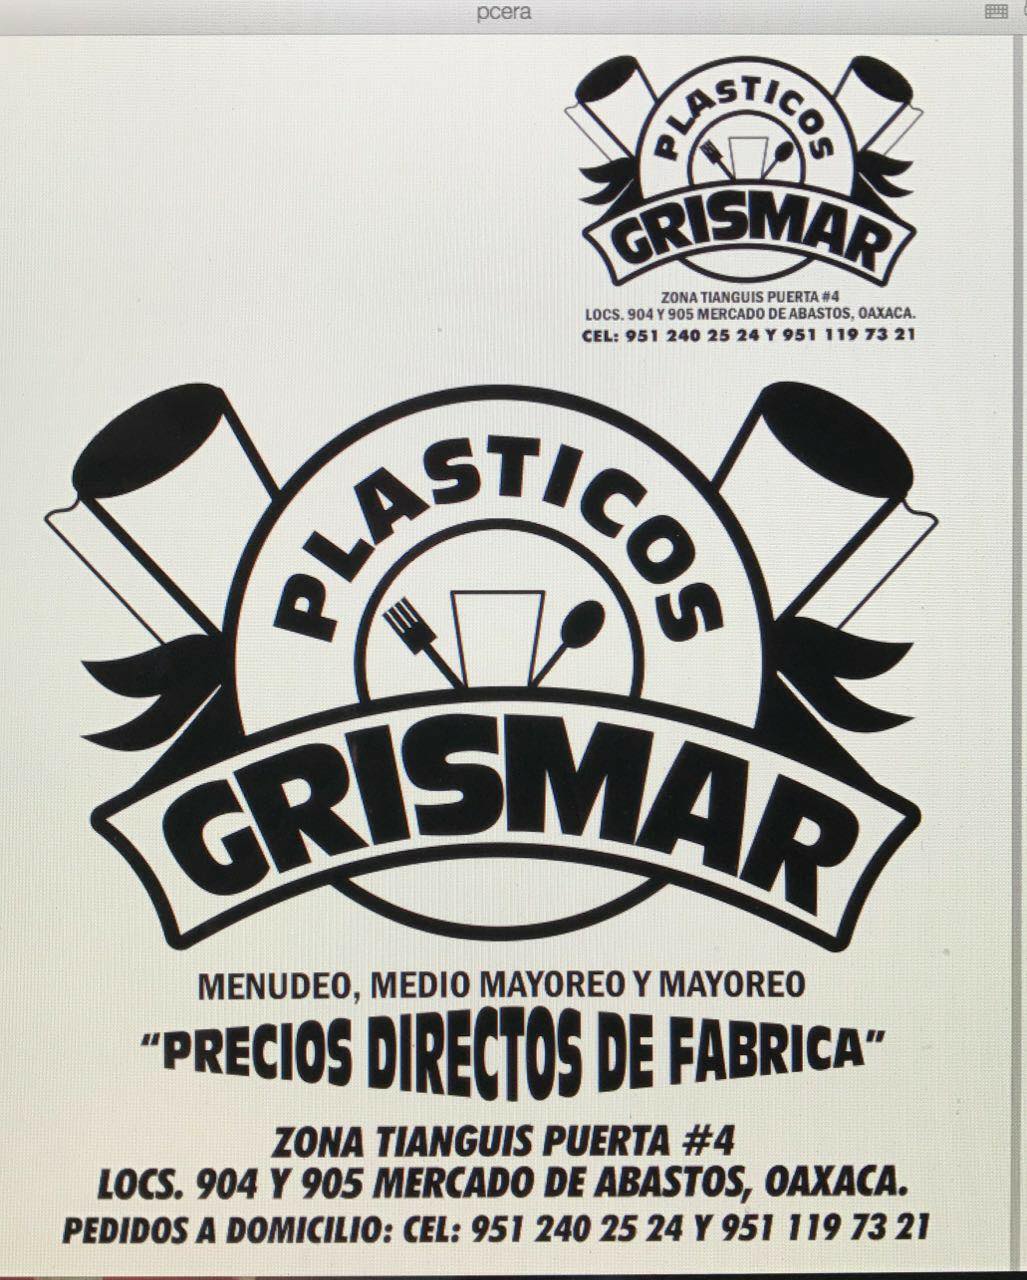 pcera
PLASTICOS
GRISMAR
ZONA TIANGUIS PUERTA #4
LOCS. 904 Y 905 MERCADO DE ABASTOS, OAXACA.
CEL: 951 240 25 24 Y 951 119 73 21
PLASTICOS
GRISMAR
MENUDEO, MEDIO MAYOREO Y MAYOREO
“PRECIOS DIRECTOS DE FABRICA”
ZONA TIANGUIS PUERTA #4
LOCS. 904 Y 905 MERCADO DE ABASTOS, OAXACA.
PEDIDOS A DOMICILIO: CEL: 951 240 25 24 Y 951 119 73 21